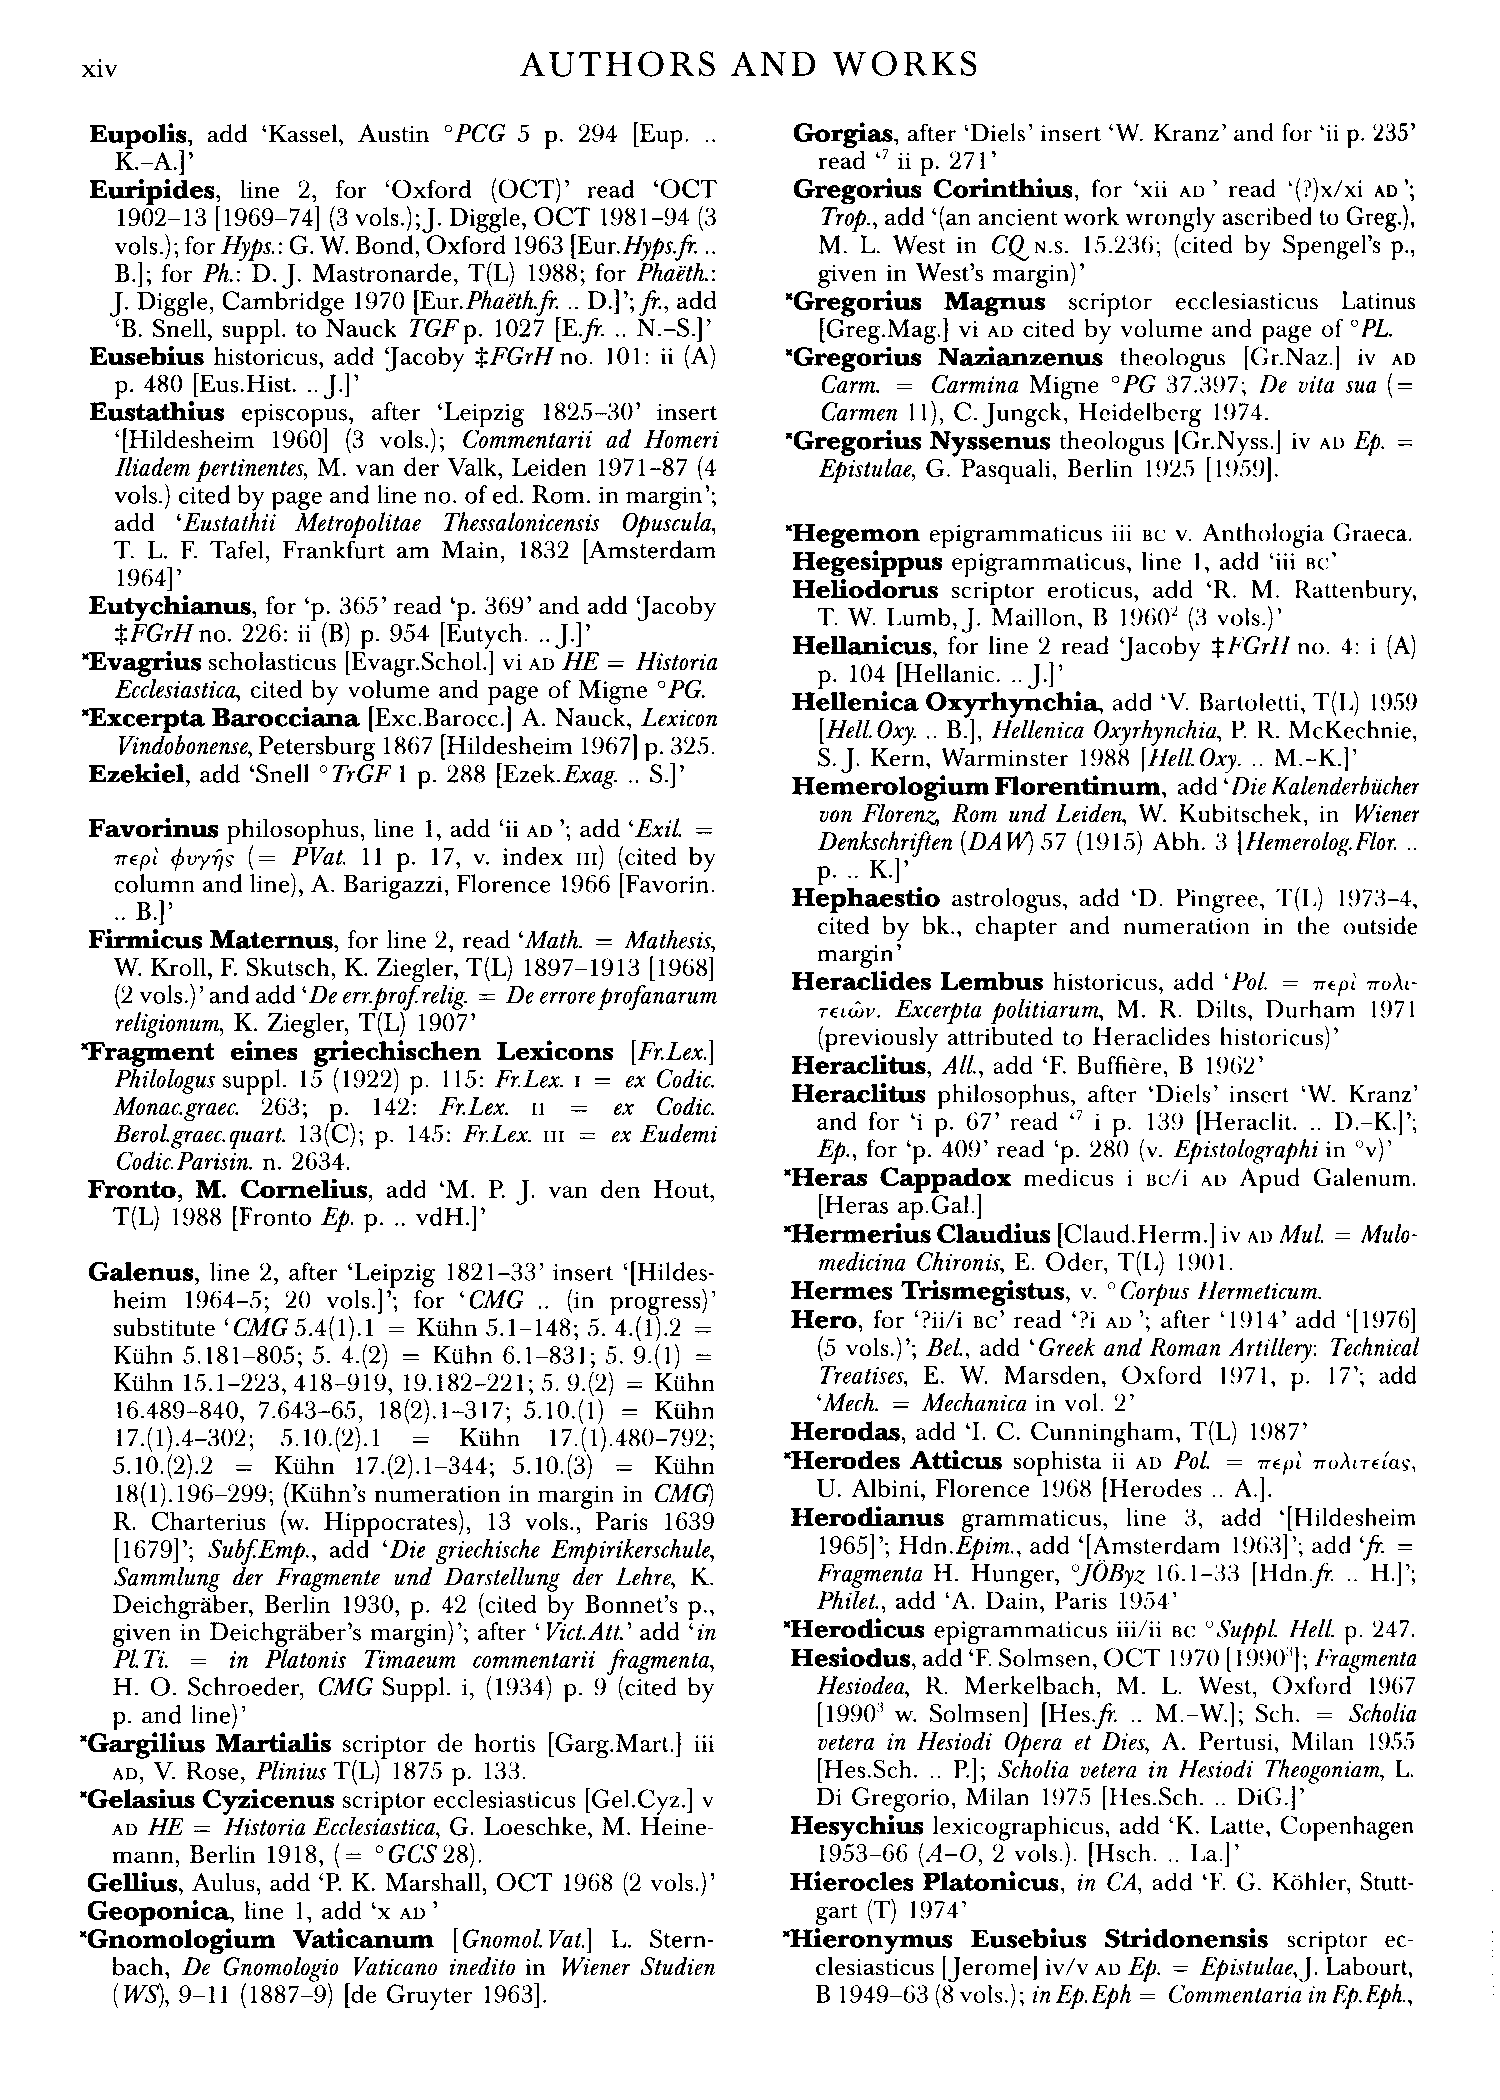 xiv
AUTHORS AND WORKS
Eupolis, add ‘Kassel, Austin °PCG 5 p. 294 [Eup. ..
K.–A.]’
Euripides, line 2, for ‘Oxford (OCT)’ read ‘OCT
1902–13 [1969–74] (3 vols.); J. Diggle, OCT 1981–94 (3
vols.); for Hyps.: G. W. Bond, Oxford 1963 [Eur.Hyps.fr. ..
B.]; for Ph.: D. J. Mastronarde, T(L) 1988; for Phaëth.:
J. Diggle, Cambridge 1970 [Eur.Phaëth.fr. .. D.]’; fr., add
‘B. Snell, suppl. to Nauck TGF p. 1027 [E.fr. .. N.–S.]’
Eusebius historicus, add ‘Jacoby ‡FGrH no. 101: ii (A)
p. 480 [Eus.Hist. .. J.]’
Eustathius episcopus, after ‘Leipzig 1825–30’ insert
‘[Hildesheim 1960] (3 vols.); Commentarii ad Homeri
Iliadem pertinentes, M. van der Valk, Leiden 1971–87 (4
vols.) cited by page and line no. of ed. Rom. in margin’;
add ‘Eustathii Metropolitae Thessalonicensis Opuscula,
T. L. F. Tafel, Frankfurt am Main, 1832 [Amsterdam
1964]’
Eutychianus, for ‘p. 365’ read ‘p. 369’ and add ‘Jacoby
‡FGrH no. 226: ii (B) p. 954 [Eutych. .. J.]’
*Evagrius scholasticus [Evagr.Schol.] vi AD HE = Historia
Ecclesiastica, cited by volume and page of Migne °PG.
*Excerpta Barocciana [Exc.Barocc.] A. Nauck, Lexicon
Vindobonense, Petersburg 1867 [Hildesheim 1967] p. 325.
Ezekiel, add ‘Snell °TrGF 1 p. 288 [Ezek.Exag. .. S.]’
Favorinus philosophus, line 1, add ‘ii AD’; add ‘Exil. =
περὶ φυγῆς (= PVat. 11 p. 17, v. index III) (cited by
column and line), A. Barigazzi, Florence 1966 [Favorin.
.. B.]’
Firmicus Maternus, for line 2, read ‘Math. = Mathesis,
W. Kroll, F. Skutsch, K. Ziegler, T(L) 1897–1913 [1968]
(2 vols.)’ and add ‘De err.prof.relig. = De errore profanarum
religionum, K. Ziegler, T(L) 1907’
*Fragment eines griechischen Lexicons [Fr.Lex.]
Philologus suppl. 15 (1922) p. 115: Fr.Lex. I = ex Codic.
Monac.graec. 263; p. 142: Fr.Lex. II = ex Codic.
Berol.graec.quart. 13(C); p. 145: Fr.Lex. III = ex Eudemi
Codic.Parisin. n. 2634.
Fronto, M. Cornelius, add ‘M. P. J. van den Hout,
T(L) 1988 [Fronto Ep. p. .. vdH.]’
Galenus, line 2, after ‘Leipzig 1821–33’ insert ‘[Hildes-
heim 1964–5; 20 vols.]’; for ‘CMG .. (in progress)’
substitute ‘CMG 5.4(1).1 = Kühn 5.1–148; 5. 4.(1).2 =
Kühn 5.181–805; 5. 4.(2) = Kühn 6.1–831; 5. 9.(1) =
Kühn 15.1–223, 418–919, 19.182–221; 5. 9.(2) = Kühn
16.489–840, 7.643–65, 18(2).1–317; 5.10.(1) = Kühn
17.(1).4–302; 5.10.(2).1 = Kühn 17.(1).480–792;
5.10.(2).2 = Kühn 17.(2).1–344; 5.10.(3) = Kühn
18(1).196–299; (Kühn’s numeration in margin in CMG)
R. Charterius (w. Hippocrates), 13 vols., Paris 1639
[1679]’; Subf.Emp., add ‘Die griechische Empirikerschule,
Sammlung der Fragmente und Darstellung der Lehre, K.
Deichgräber, Berlin 1930, p. 42 (cited by Bonnet’s p.,
given in Deichgräber’s margin)’; after ‘Vict.Att.’ add ‘in
Pl.Ti. = in Platonis Timaeum commentarii fragmenta,
H. O. Schroeder, CMG Suppl. i, (1934) p. 9 (cited by
p. and line)’
*Gargilius Martialis scriptor de hortis [Garg.Mart.] iii
AD, V. Rose, Plinius T(L) 1875 p. 133.
*Gelasius Cyzicenus scriptor ecclesiasticus [Gel.Cyz.] v
AD HE = Historia Ecclesiastica, G. Loeschke, M. Heine-
mann, Berlin 1918, (= °GCS 28).
Gellius, Aulus, add ‘P. K. Marshall, OCT 1968 (2 vols.)’
Geoponica, line 1, add ‘x AD’
*Gnomologium Vaticanum [Gnomol.Vat.] L. Stern-
bach, De Gnomologio Vaticano inedito in Wiener Studien
(WS), 9–11 (1887–9) [de Gruyter 1963].
Gorgias, after ‘Diels’ insert ‘W. Kranz’ and for ‘ii p. 235’
read ‘⁷ ii p. 271’
Gregorius Corinthius, for ‘xii AD’ read ‘(?)x/xi AD’;
Trop., add ‘(an ancient work wrongly ascribed to Greg.),
M. L. West in CQ N.S. 15.236; (cited by Spengel’s p.,
given in West’s margin)’
*Gregorius Magnus scriptor ecclesiasticus Latinus
[Greg.Mag.] vi AD cited by volume and page of °PL.
*Gregorius Nazianzenus theologus [Gr.Naz.] iv AD
Carm. = Carmina Migne °PG 37.397; De vita sua (=
Carmen 11), C. Jungck, Heidelberg 1974.
*Gregorius Nyssenus theologus [Gr.Nyss.] iv AD Ep. =
Epistulae, G. Pasquali, Berlin 1925 [1959].
*Hegemon epigrammaticus iii BC v. Anthologia Graeca.
Hegesippus epigrammaticus, line 1, add ‘iii BC’
Heliodorus scriptor eroticus, add ‘R. M. Rattenbury,
T. W. Lumb, J. Maillon, B 1960² (3 vols.)’
Hellanicus, for line 2 read ‘Jacoby ‡FGrH no. 4: i (A)
p. 104 [Hellanic. .. J.]’
Hellenica Oxyrhynchia, add ‘V. Bartoletti, T(L) 1959
[Hell.Oxy. .. B.], Hellenica Oxyrhynchia, P. R. McKechnie,
S. J. Kern, Warminster 1988 [Hell.Oxy. .. M.–K.]’
Hemerologium Florentinum, add ‘Die Kalenderbücher
von Florenz, Rom und Leiden, W. Kubitschek, in Wiener
Denkschriften (DAW) 57 (1915) Abh. 3 [Hemerolog.Flor. ..
p. .. K.]’
Hephaestio astrologus, add ‘D. Pingree, T(L) 1973–4,
cited by bk., chapter and numeration in the outside
margin’
Heraclides Lembus historicus, add ‘Pol. = περὶ πολι-
τειῶν. Excerpta politiarum, M. R. Dilts, Durham 1971
(previously attributed to Heraclides historicus)’
Heraclitus, All., add ‘F. Buffière, B 1962’
Heraclitus philosophus, after ‘Diels’ insert ‘W. Kranz’
and for ‘i p. 67’ read ‘⁷ i p. 139 [Heraclit. .. D.–K.]’;
Ep., for ‘p. 409’ read ‘p. 280 (v. Epistolographi in °v)’
*Heras Cappadox medicus i BC/i AD Apud Galenum.
[Heras ap.Gal.]
*Hermerius Claudius [Claud.Herm.] iv AD Mul. = Mulo-
medicina Chironis, E. Oder, T(L) 1901.
Hermes Trismegistus, v. °Corpus Hermeticum.
Hero, for ‘?ii/i BC’ read ‘?i AD’; after ‘1914’ add ‘[1976]
(5 vols.)’; Bel., add ‘Greek and Roman Artillery: Technical
Treatises, E. W. Marsden, Oxford 1971, p. 17’; add
‘Mech. = Mechanica in vol. 2’
Herodas, add ‘I. C. Cunningham, T(L) 1987’
*Herodes Atticus sophista ii AD Pol. = περὶ πολιτείας,
U. Albini, Florence 1968 [Herodes .. A.].
Herodianus grammaticus, line 3, add ‘[Hildesheim
1965]’; Hdn.Epim., add ‘[Amsterdam 1963]’; add ‘fr. =
Fragmenta H. Hunger, °JÖByz 16.1–33 [Hdn.fr. .. H.]’;
Philet., add ‘A. Dain, Paris 1954’
*Herodicus epigrammaticus iii/ii BC °Suppl. Hell. p. 247.
Hesiodus, add ‘F. Solmsen, OCT 1970 [1990³]; Fragmenta
Hesiodea, R. Merkelbach, M. L. West, Oxford 1967
[1990³ w. Solmsen] [Hes.fr. .. M.–W.]; Sch. = Scholia
vetera in Hesiodi Opera et Dies, A. Pertusi, Milan 1955
[Hes.Sch. .. P.]; Scholia vetera in Hesiodi Theogoniam, L.
Di Gregorio, Milan 1975 [Hes.Sch. .. DiG.]’
Hesychius lexicographicus, add ‘K. Latte, Copenhagen
1953–66 (A–O, 2 vols.). [Hsch. .. La.]’
Hierocles Platonicus, in CA, add ‘F. G. Köhler, Stutt-
gart (T) 1974’
*Hieronymus Eusebius Stridonensis scriptor ec-
clesiasticus [Jerome] iv/v AD Ep. = Epistulae, J. Labourt,
B 1949–63 (8 vols.); in Ep.Eph = Commentaria in Ep.Eph.,